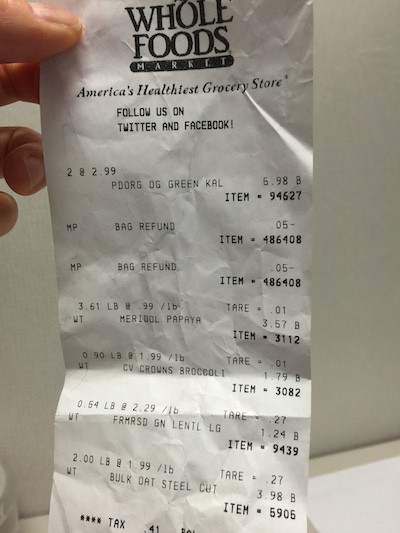 WHOLE
FOODS
MARKET
America's Healthiest Grocery Store®
FOLLOW US ON
TWITTER AND FACEBOOK!
2 @ 2.99
PDORG OG GREEN KAL 5.98 B
ITEM = 94627
MP BAG REFUND .05-
ITEM = 486408
MP BAG REFUND .05-
ITEM = 486408
3.61 LB @ .99 /lb TARE = .01
WT MERIDOL PAPAYA 3.57 B
ITEM = 3112
0.90 LB @ 1.99 /lb TARE = .01
WT CV CROWNS BROCCOLI 1.79 B
ITEM = 3082
0.54 LB @ 2.29 /lb TARE = .27
WT FRMRSD GN LENTL LG 1.24 B
ITEM = 9439
2.00 LB @ 1.99 /lb TARE = .27
WT BULK OAT STEEL CUT 3.98 B
ITEM = 5905
**** TAX .41